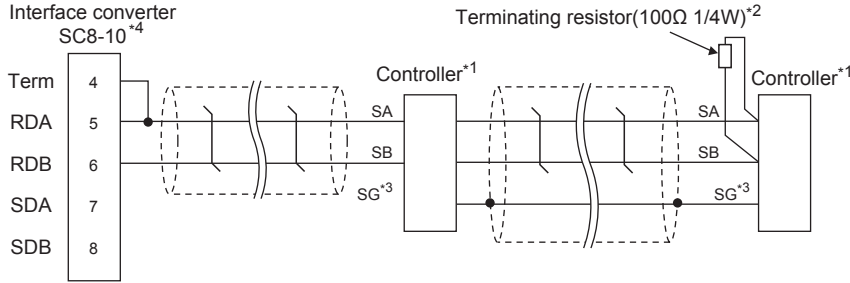 Interface converter
SC8-10*4
Terminating resistor(100Ω 1/4W)*2
Controller*1
Controller*1
Term 4
RDA 5 SA SA
RDB 6 SB SB
SDA 7 SG*3 SG*3
SDB 8